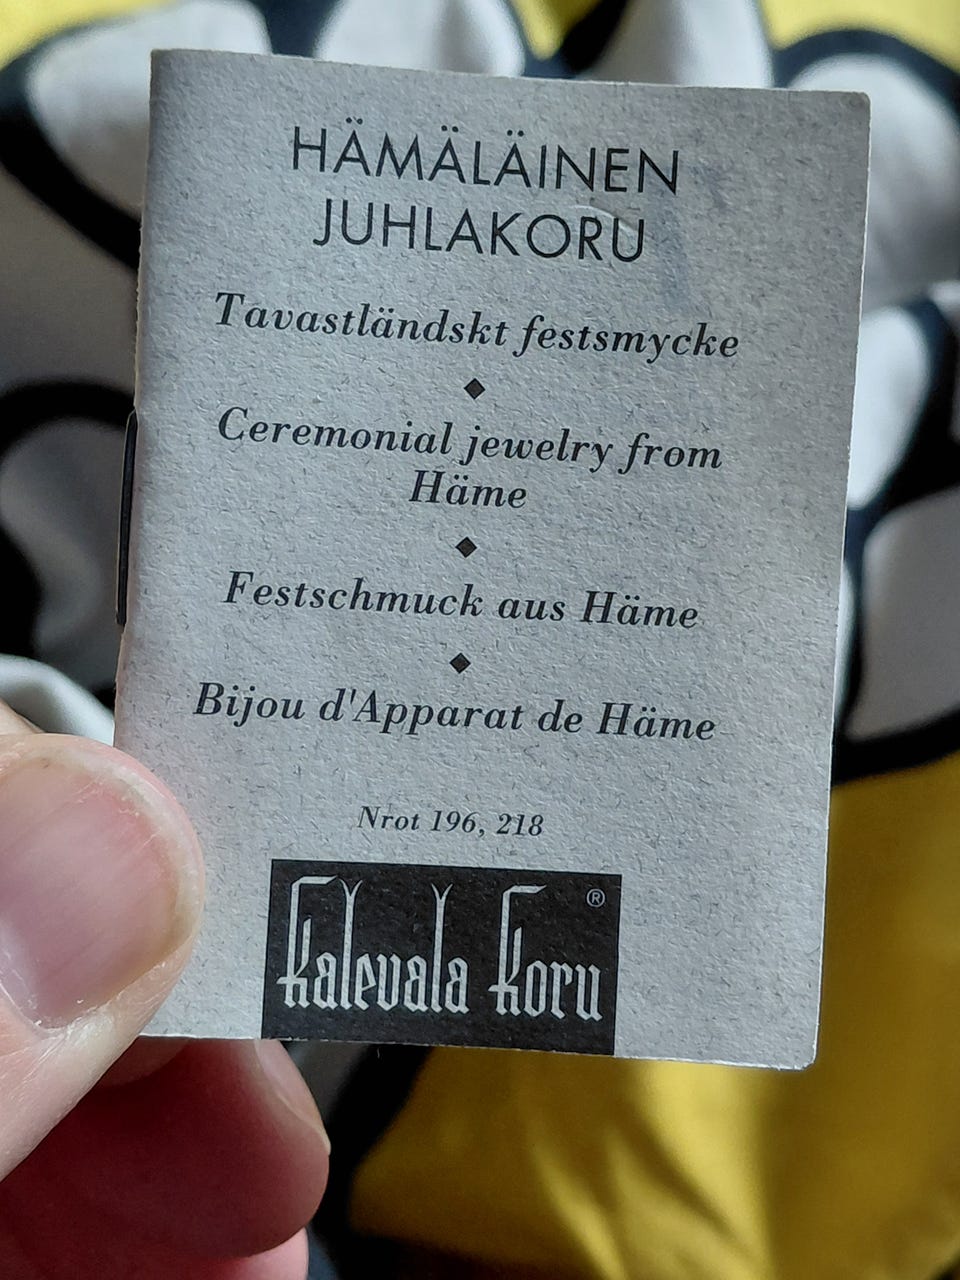 HÄMÄLÄINEN
JUHLAKORU
Tavastländskt festsmycke
Ceremonial jewelry from
Häme
Festschmuck aus Häme
Bijou d'Apparat de Häme
Nrot 196, 218
kalevala koru ®